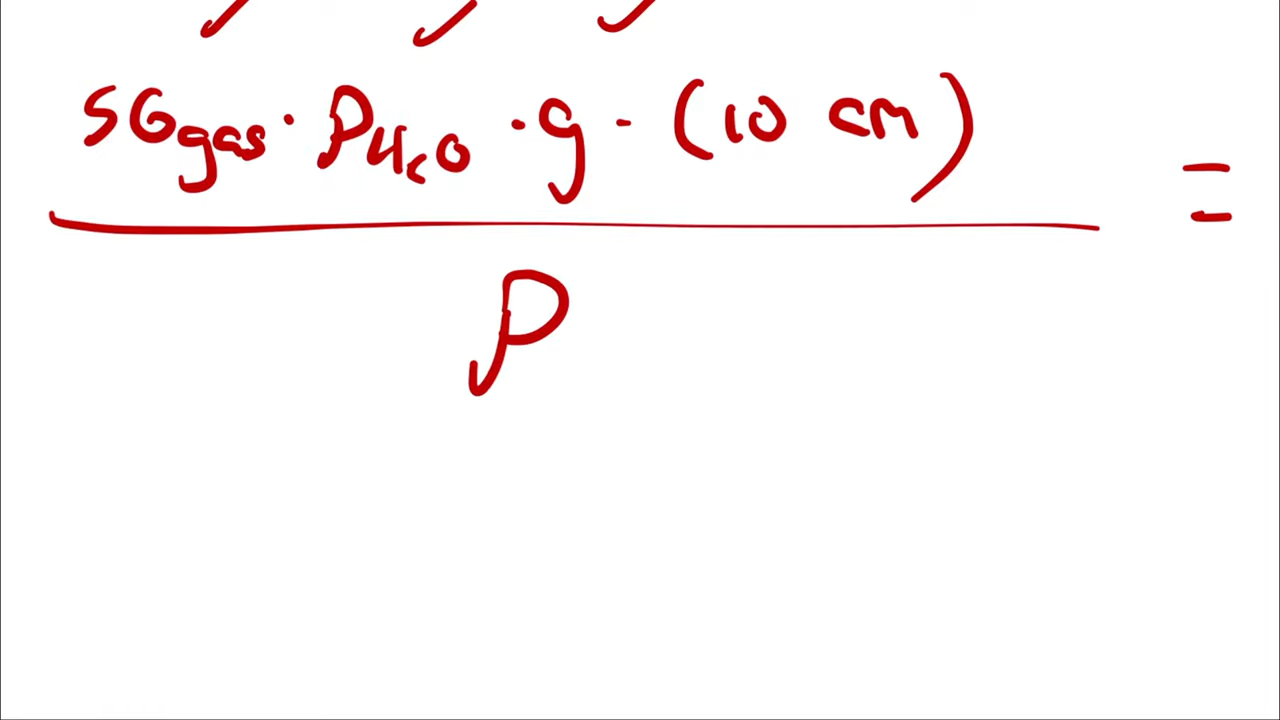 SGgas · ρH₂O · g · (10 cm) =
ρ